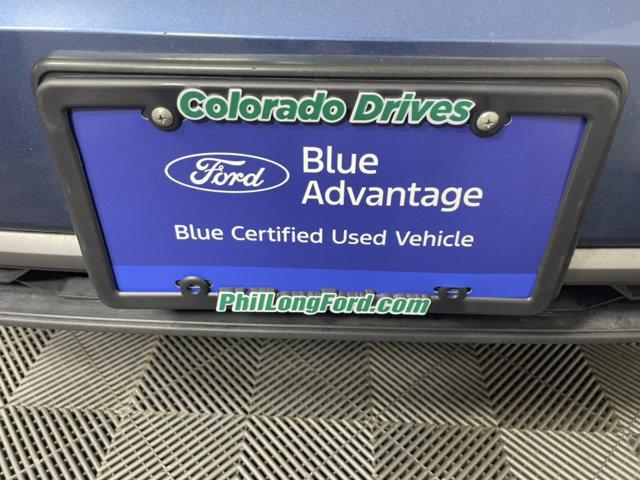 Colorado Drives
Ford
Blue
Advantage
Blue Certified Used Vehicle
PhilLongFord.com